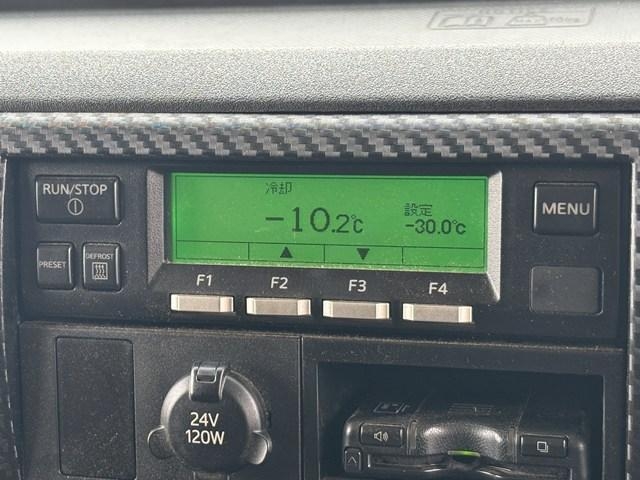 RUN/STOP
冷却
-10.2℃
設定
-30.0℃
MENU
PRESET
DEFROST
▲ ▼
F1 F2 F3 F4
24V
120W